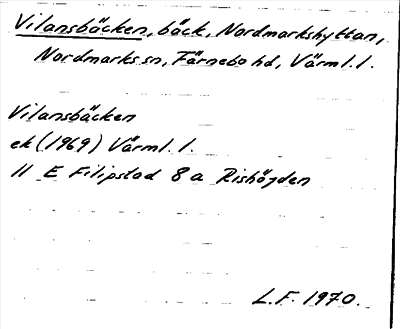 Vilansbäcken, bäck, Nordmarkshyttan,
Nordmarks sn, Färnebo hd, Värml. l.
Vilansbäcken
ek (1969) Värml. l.
11 E Filipstad 8 a Rishöjden
L.F. 1970.